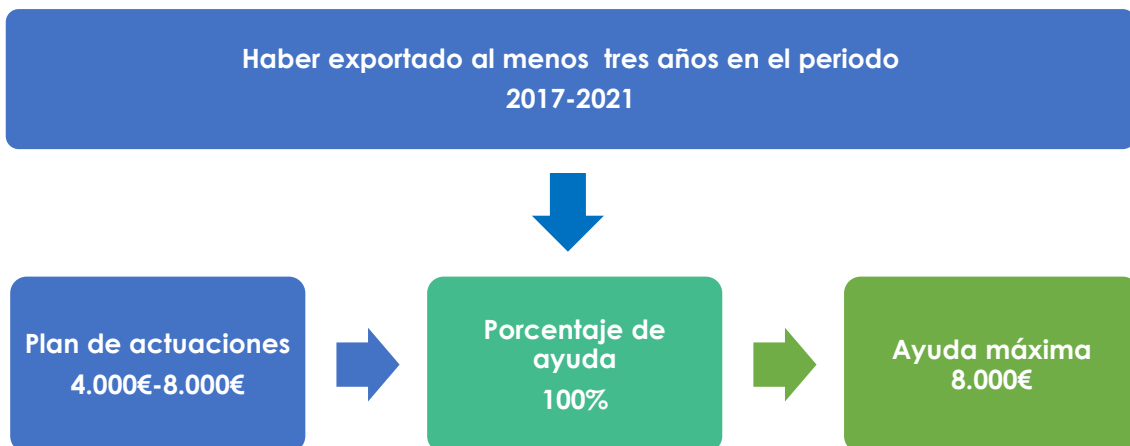 Haber exportado al menos tres años en el periodo
2017-2021
Plan de actuaciones
4.000€-8.000€
Porcentaje de
ayuda
100%
Ayuda máxima
8.000€